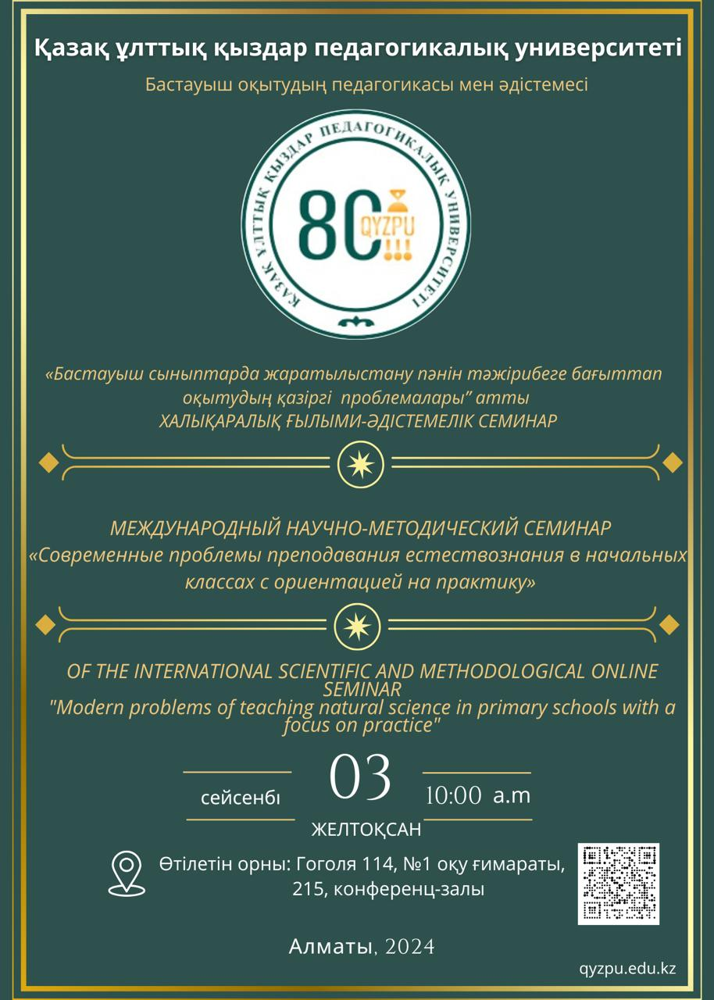 Қазақ ұлттық қыздар педагогикалық университеті
Бастауыш оқытудың педагогикасы мен әдістемесі
ҚАЗАҚ ҰЛТТЫҚ ҚЫЗДАР ПЕДАГОГИКАЛЫҚ УНИВЕРСИТЕТІ
80
QYZPU
«Бастауыш сыныптарда жаратылыстану пәнін тәжірибеге бағыттап
оқытудың қазіргі проблемалары” атты
ХАЛЫҚАРАЛЫҚ ҒЫЛЫМИ-ӘДІСТЕМЕЛІК СЕМИНАР
МЕЖДУНАРОДНЫЙ НАУЧНО-МЕТОДИЧЕСКИЙ СЕМИНАР
«Современные проблемы преподавания естествознания в начальных
классах с ориентацией на практику»
OF THE INTERNATIONAL SCIENTIFIC AND METHODOLOGICAL ONLINE
SEMINAR
"Modern problems of teaching natural science in primary schools with a
focus on practice"
сейсенбі
03
10:00 a.m
ЖЕЛТОҚСАН
Өтілетін орны: Гоголя 114, №1 оқу ғимараты,
215, конференц-залы
Алматы, 2024
qyzpu.edu.kz